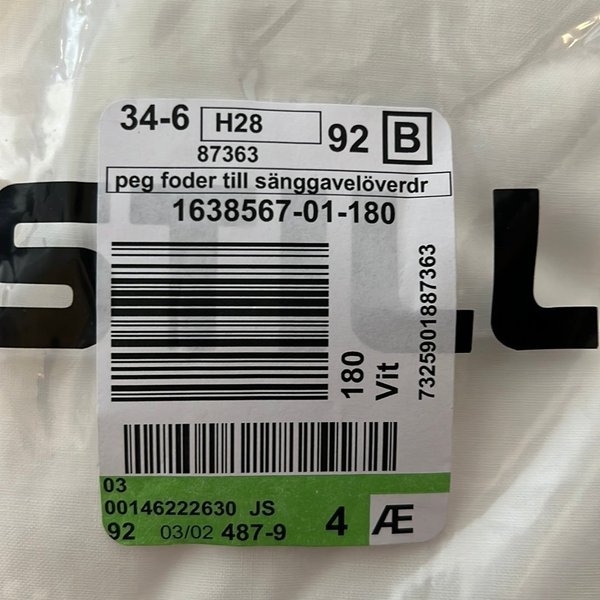 34-6 H28 92 B
87363
peg foder till sänggavelöverdr
1638567-01-180
180
Vit
7325901887363
03
00146222630 JS
92 03/02 487-9 4 Æ